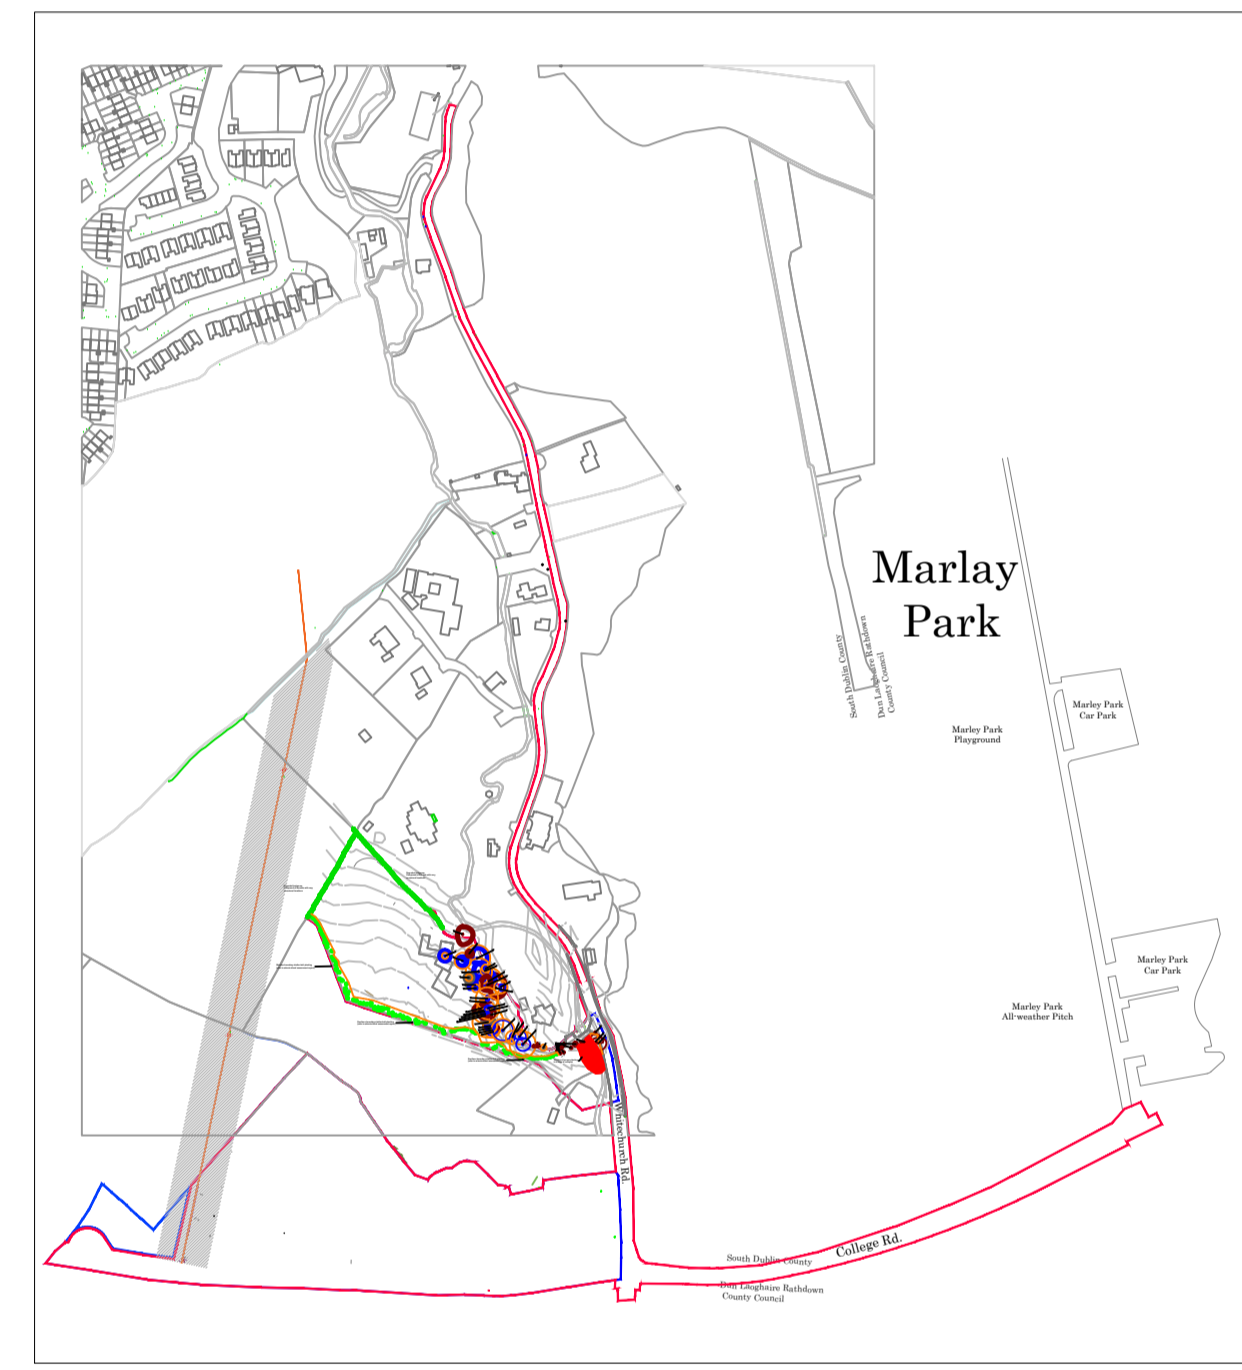 Marlay
Park
South Dublin County
Dun Laoghaire Rathdown
County Council
Marley Park
Car Park
Marley Park
Playground
Marley Park
Car Park
Marley Park
All-weather Pitch
Whitechurch Rd.
College Rd.
South Dublin County
Dun Laoghaire Rathdown
County Council